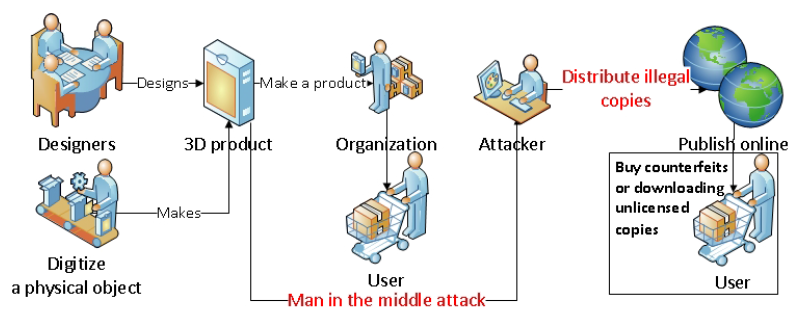 Designs
Make a product
Distribute illegal
copies
Designers
3D product
Organization
Attacker
Publish online
Makes
Buy counterfeits
or downloading
unlicensed
copies
Digitize
a physical object
User
User
Man in the middle attack